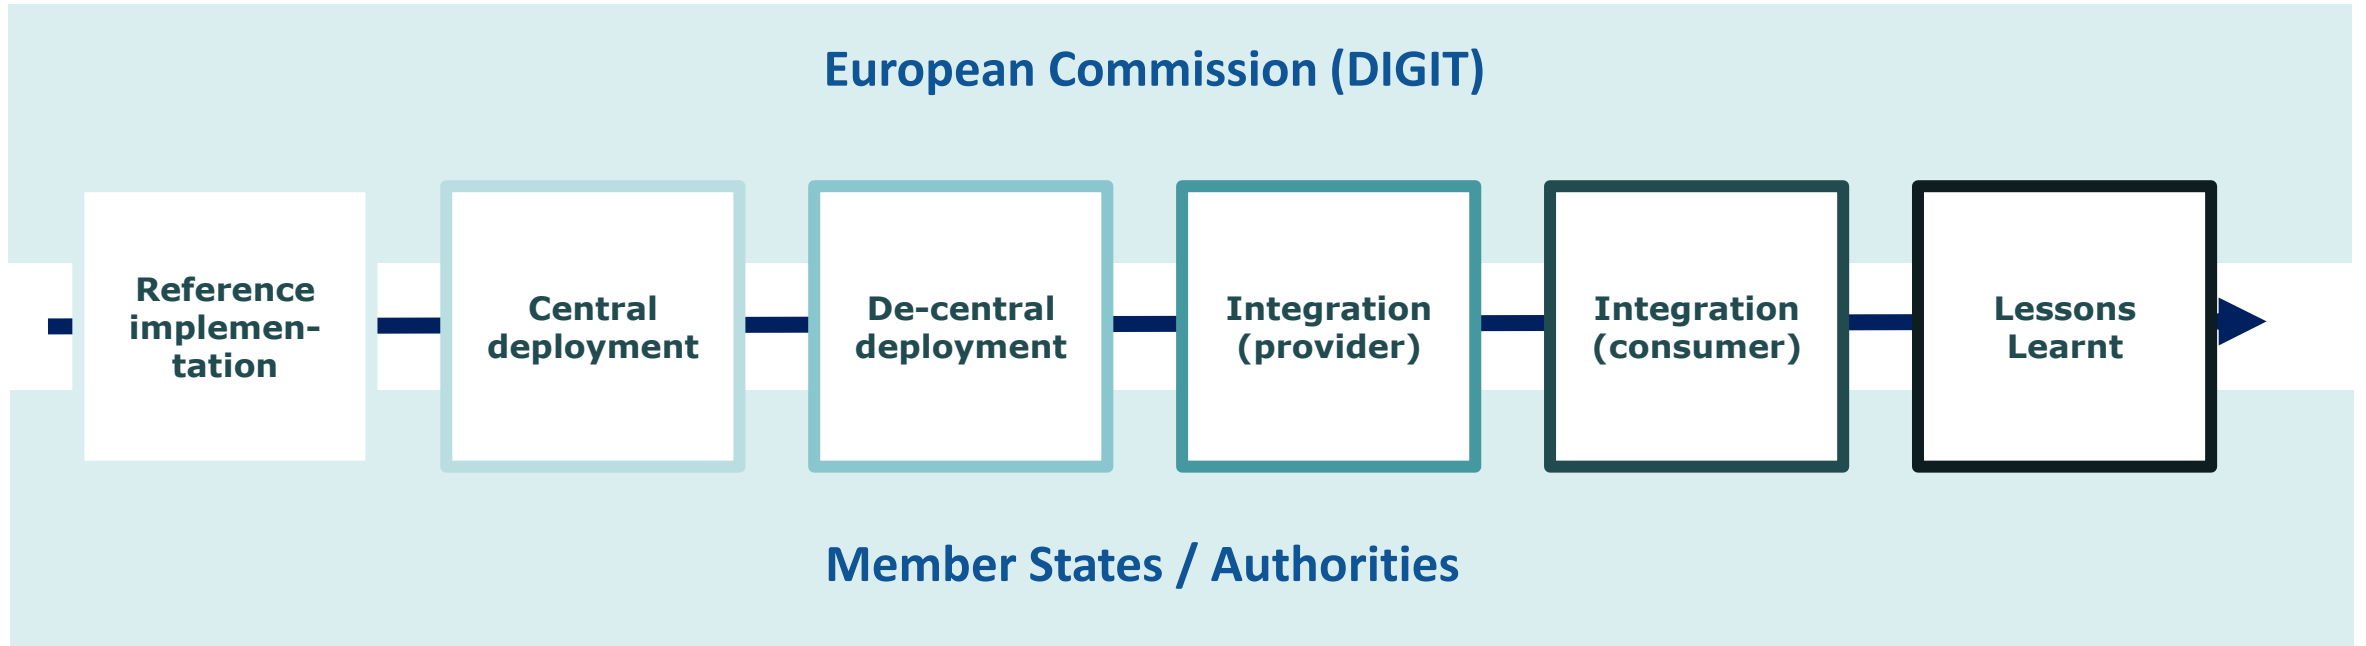 European Commission (DIGIT)
Reference
implemen-
tation
Central
deployment
De-central
deployment
Integration
(provider)
Integration
(consumer)
Lessons
Learnt
Member States / Authorities